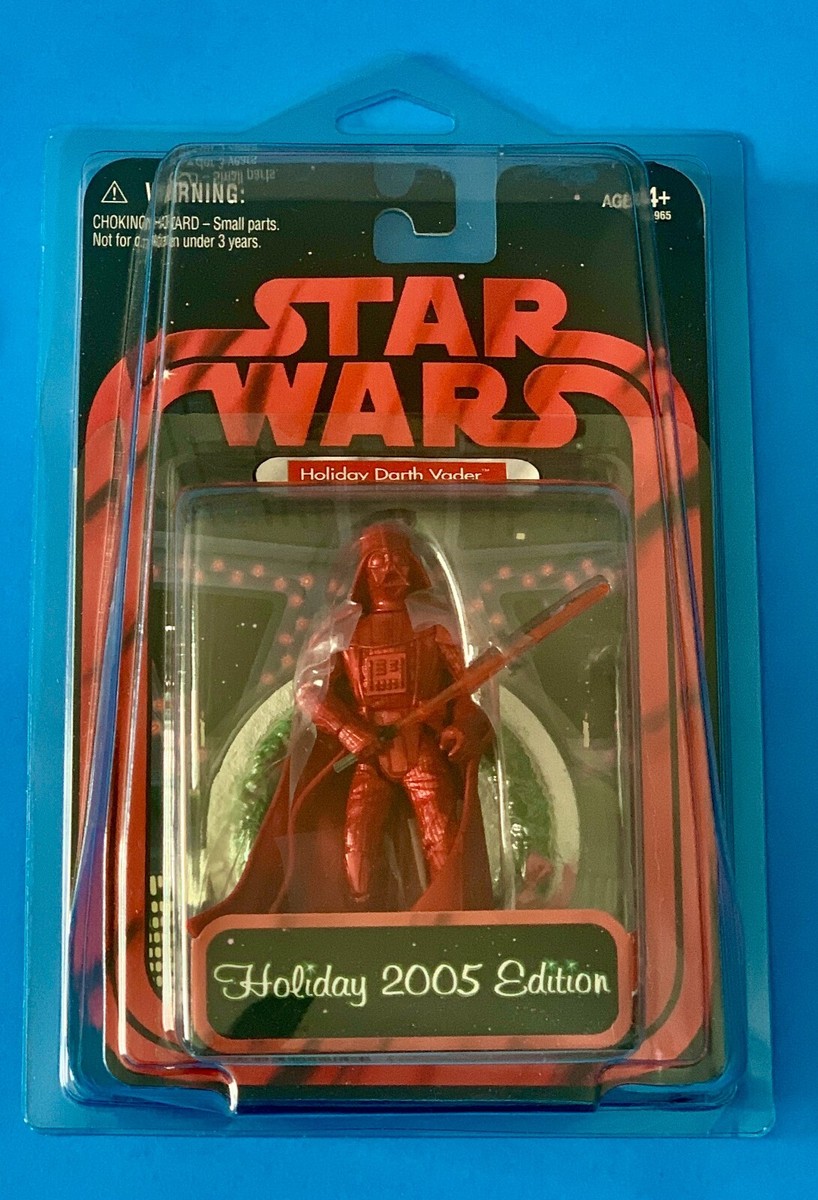 WARNING:
CHOKING HAZARD – Small parts.
Not for children under 3 years.
AGE 4+
STAR
WARS
Holiday Darth Vader™
Holiday 2005 Edition